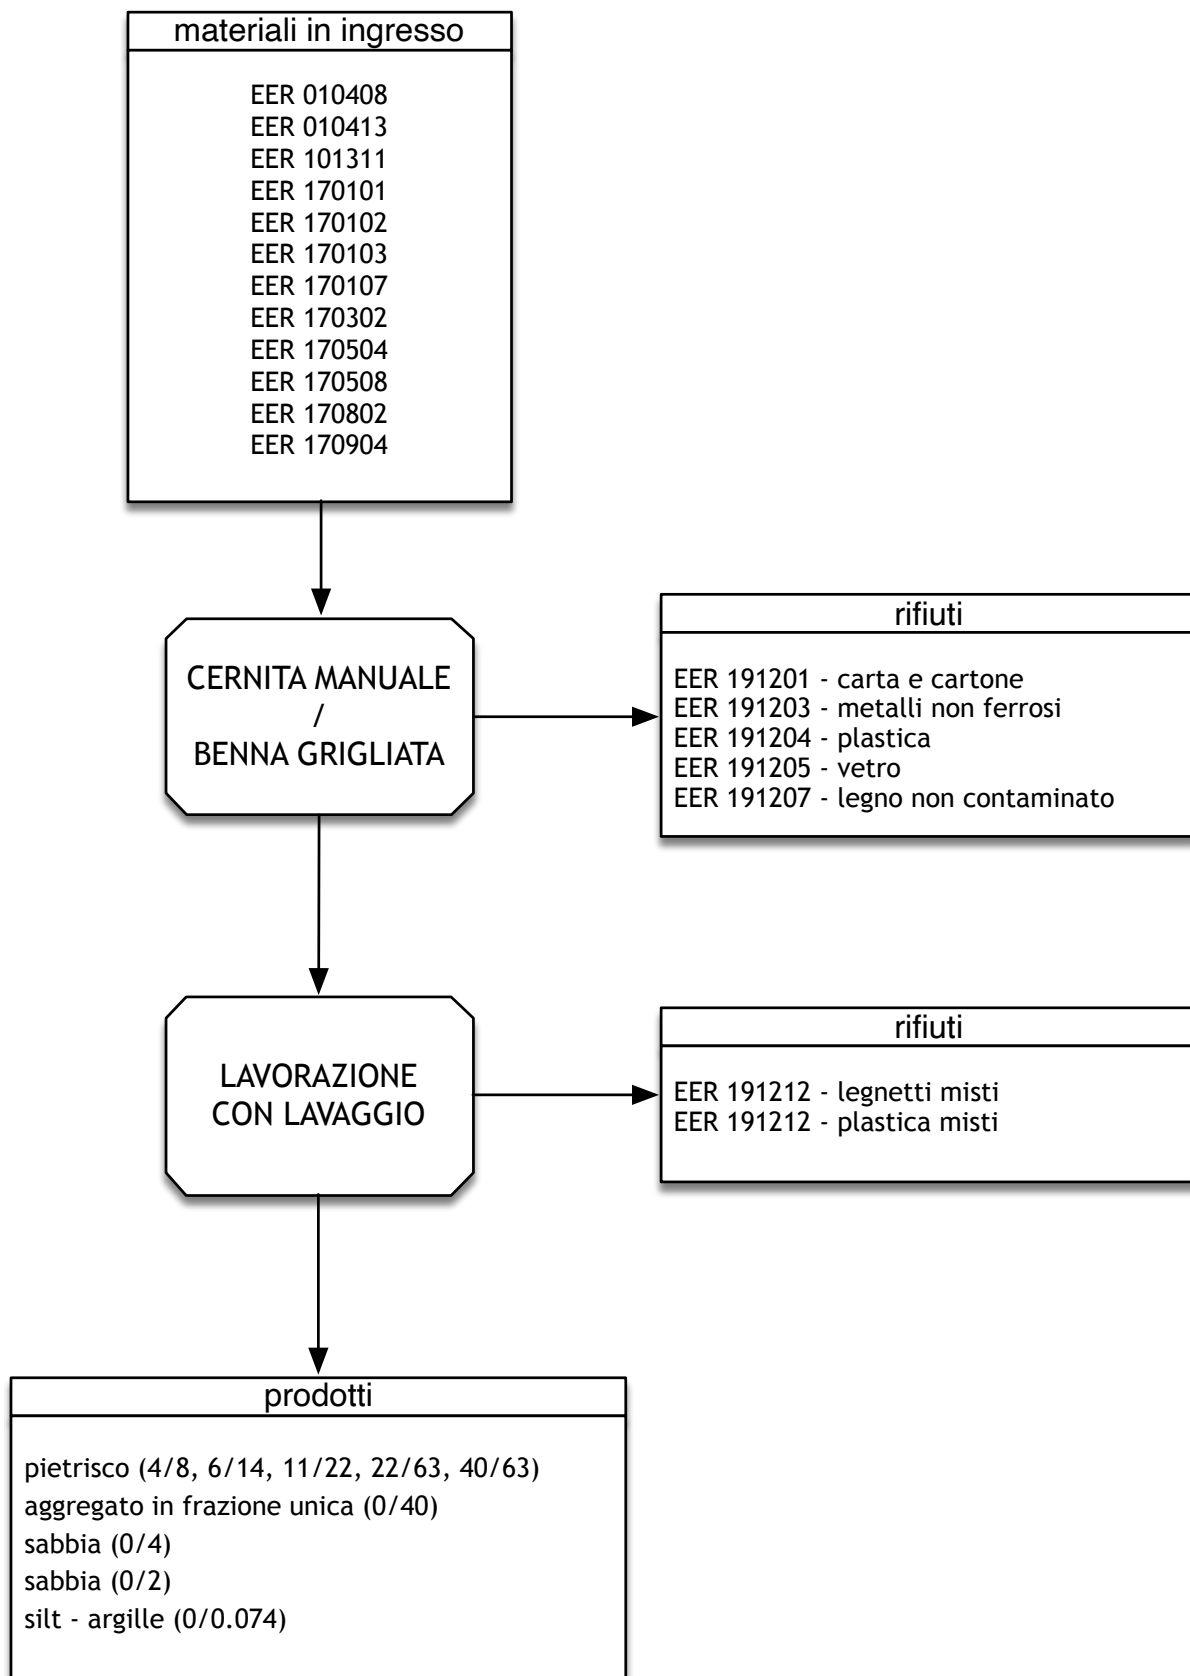 materiali in ingresso
EER 010408
EER 010413
EER 101311
EER 170101
EER 170102
EER 170103
EER 170107
EER 170302
EER 170504
EER 170508
EER 170802
EER 170904
CERNITA MANUALE
/
BENNA GRIGLIATA
rifiuti
EER 191201 - carta e cartone
EER 191203 - metalli non ferrosi
EER 191204 - plastica
EER 191205 - vetro
EER 191207 - legno non contaminato
LAVORAZIONE
CON LAVAGGIO
rifiuti
EER 191212 - legnetti misti
EER 191212 - plastica misti
prodotti
pietrisco (4/8, 6/14, 11/22, 22/63, 40/63)
aggregato in frazione unica (0/40)
sabbia (0/4)
sabbia (0/2)
silt - argille (0/0.074)